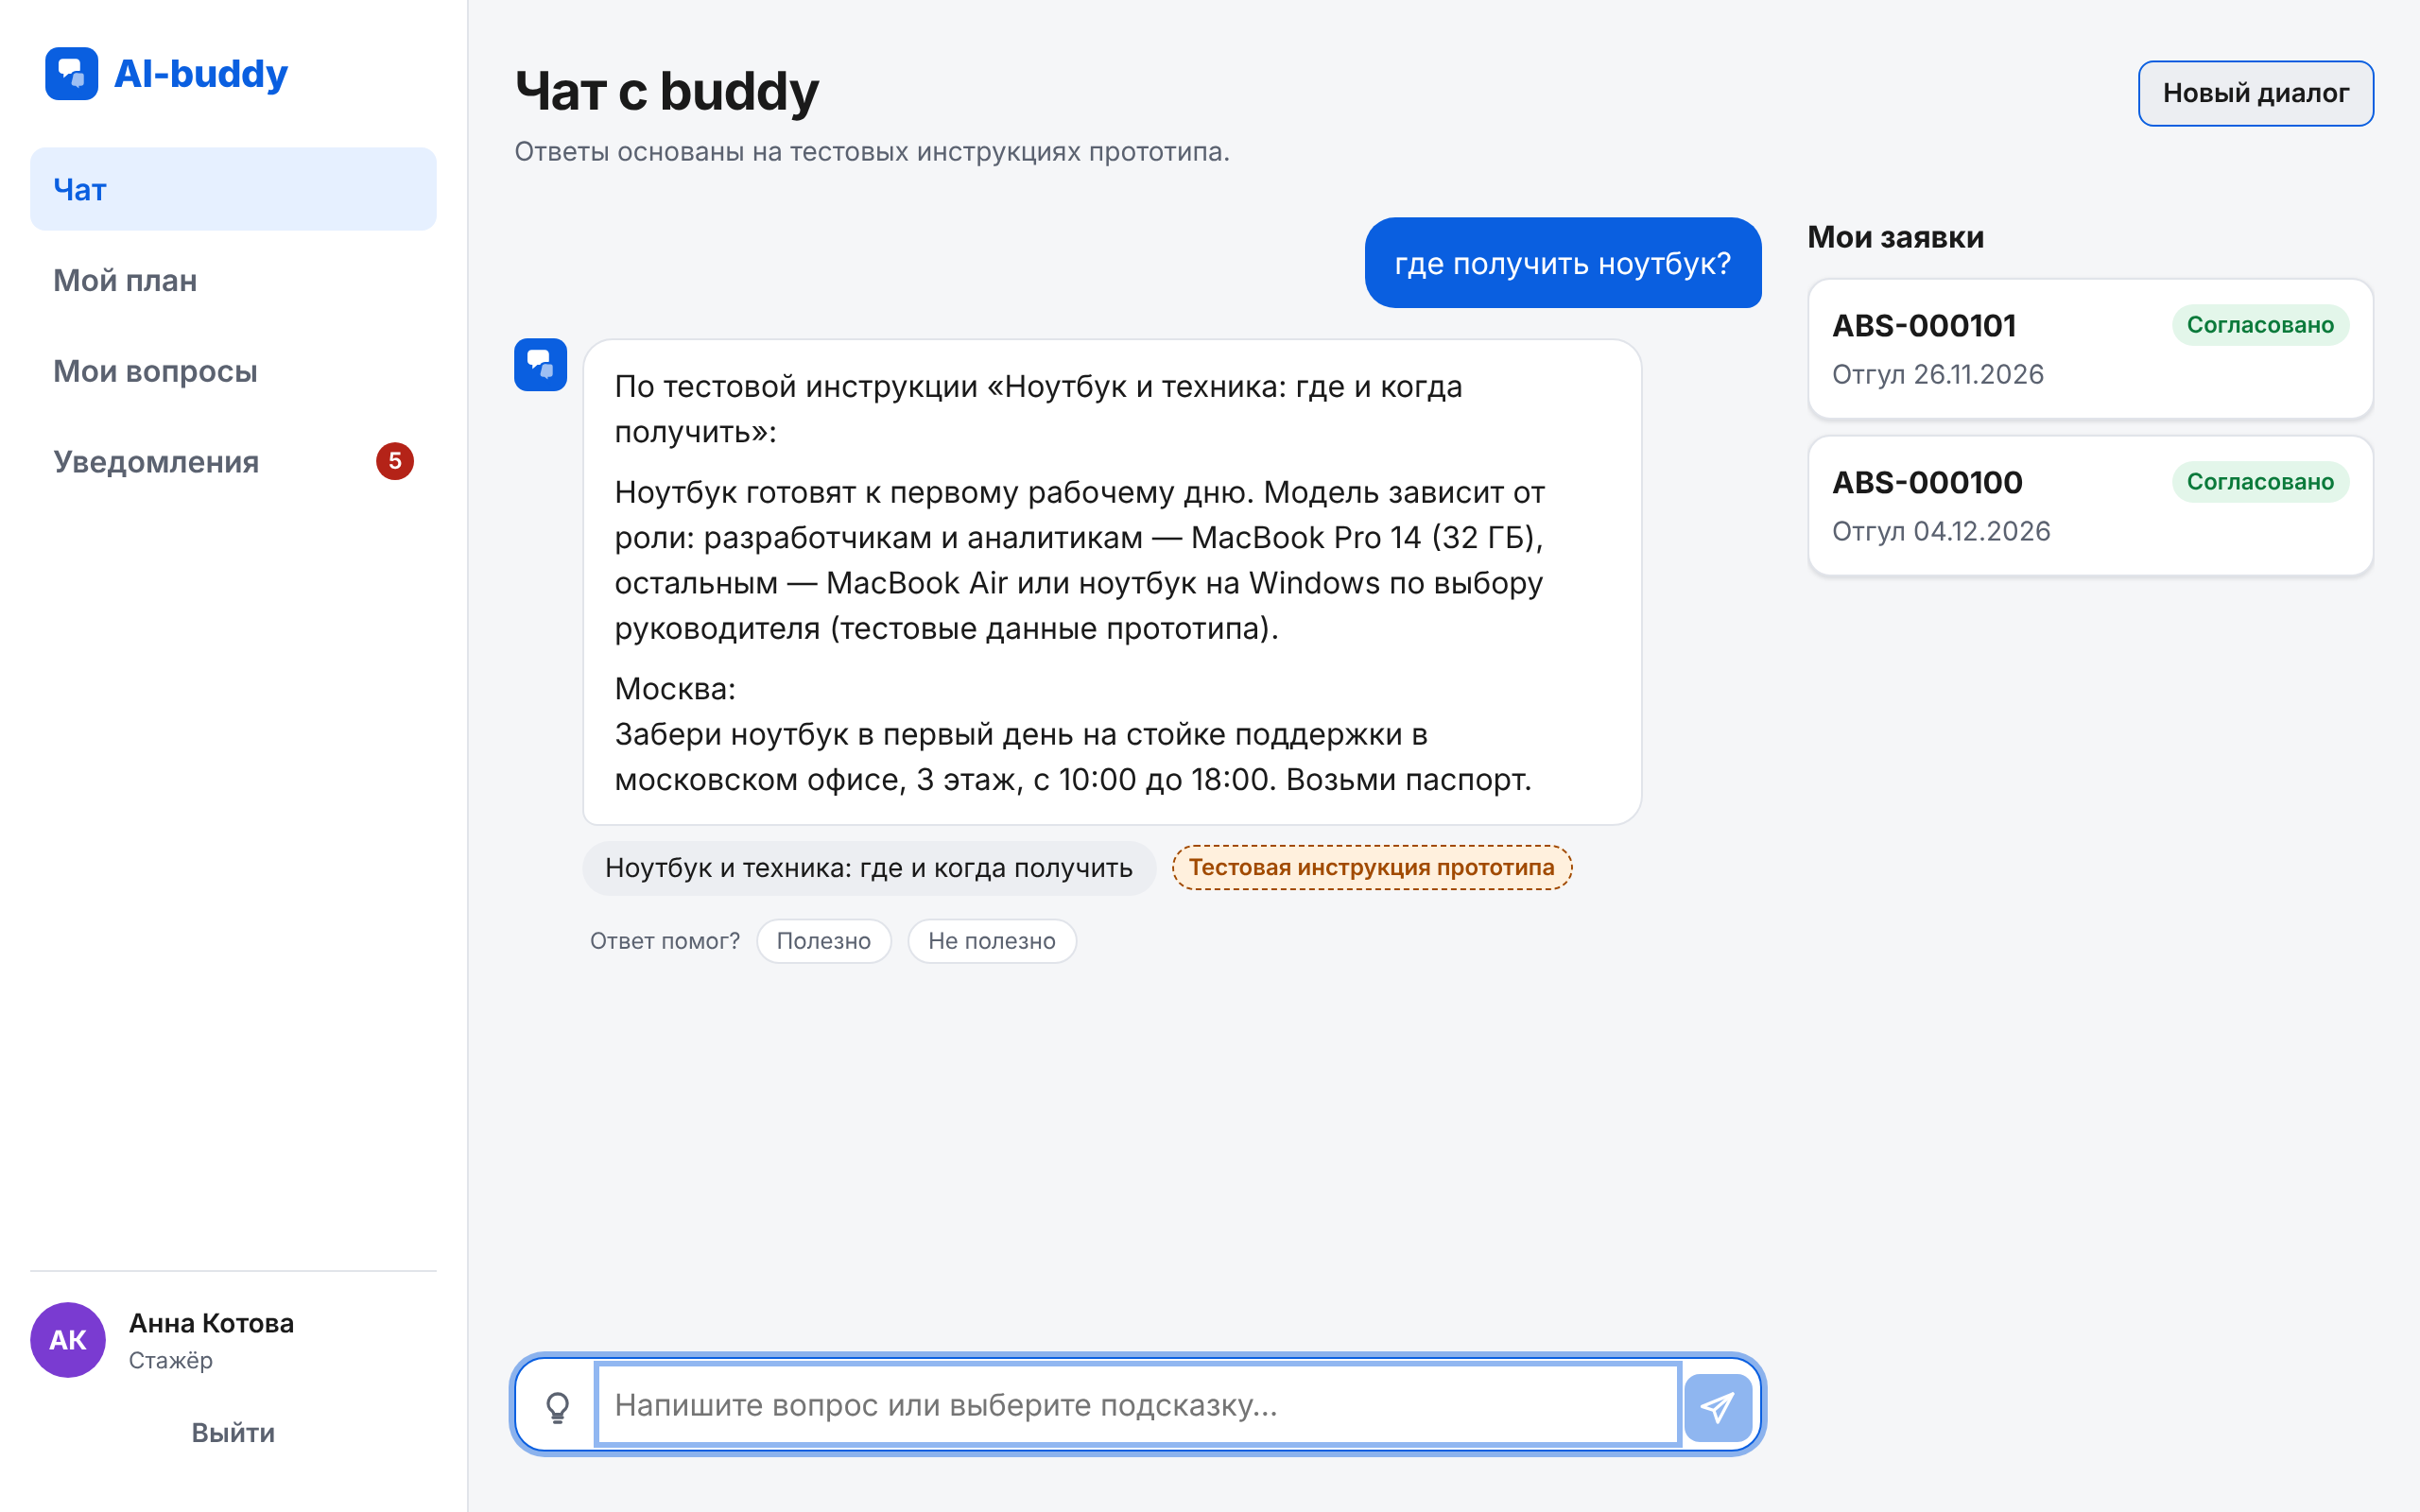 AI-buddy
Чат
Мой план
Мои вопросы
Уведомления
5
Анна Котова
АК
Стажёр
Выйти
Чат с buddy
Ответы основаны на тестовых инструкциях прототипа.
Новый диалог
где получить ноутбук?
По тестовой инструкции «Ноутбук и техника: где и когда
получить»:
Ноутбук готовят к первому рабочему дню. Модель зависит от
роли: разработчикам и аналитикам — MacBook Pro 14 (32 ГБ),
остальным — MacBook Air или ноутбук на Windows по выбору
руководителя (тестовые данные прототипа).
Москва:
Забери ноутбук в первый день на стойке поддержки в
московском офисе, 3 этаж, с 10:00 до 18:00. Возьми паспорт.
Ноутбук и техника: где и когда получить
Тестовая инструкция прототипа
Ответ помог?
Полезно
Не полезно
Напишите вопрос или выберите подсказку...
Мои заявки
ABS-000101
Согласовано
Отгул 26.11.2026
ABS-000100
Согласовано
Отгул 04.12.2026